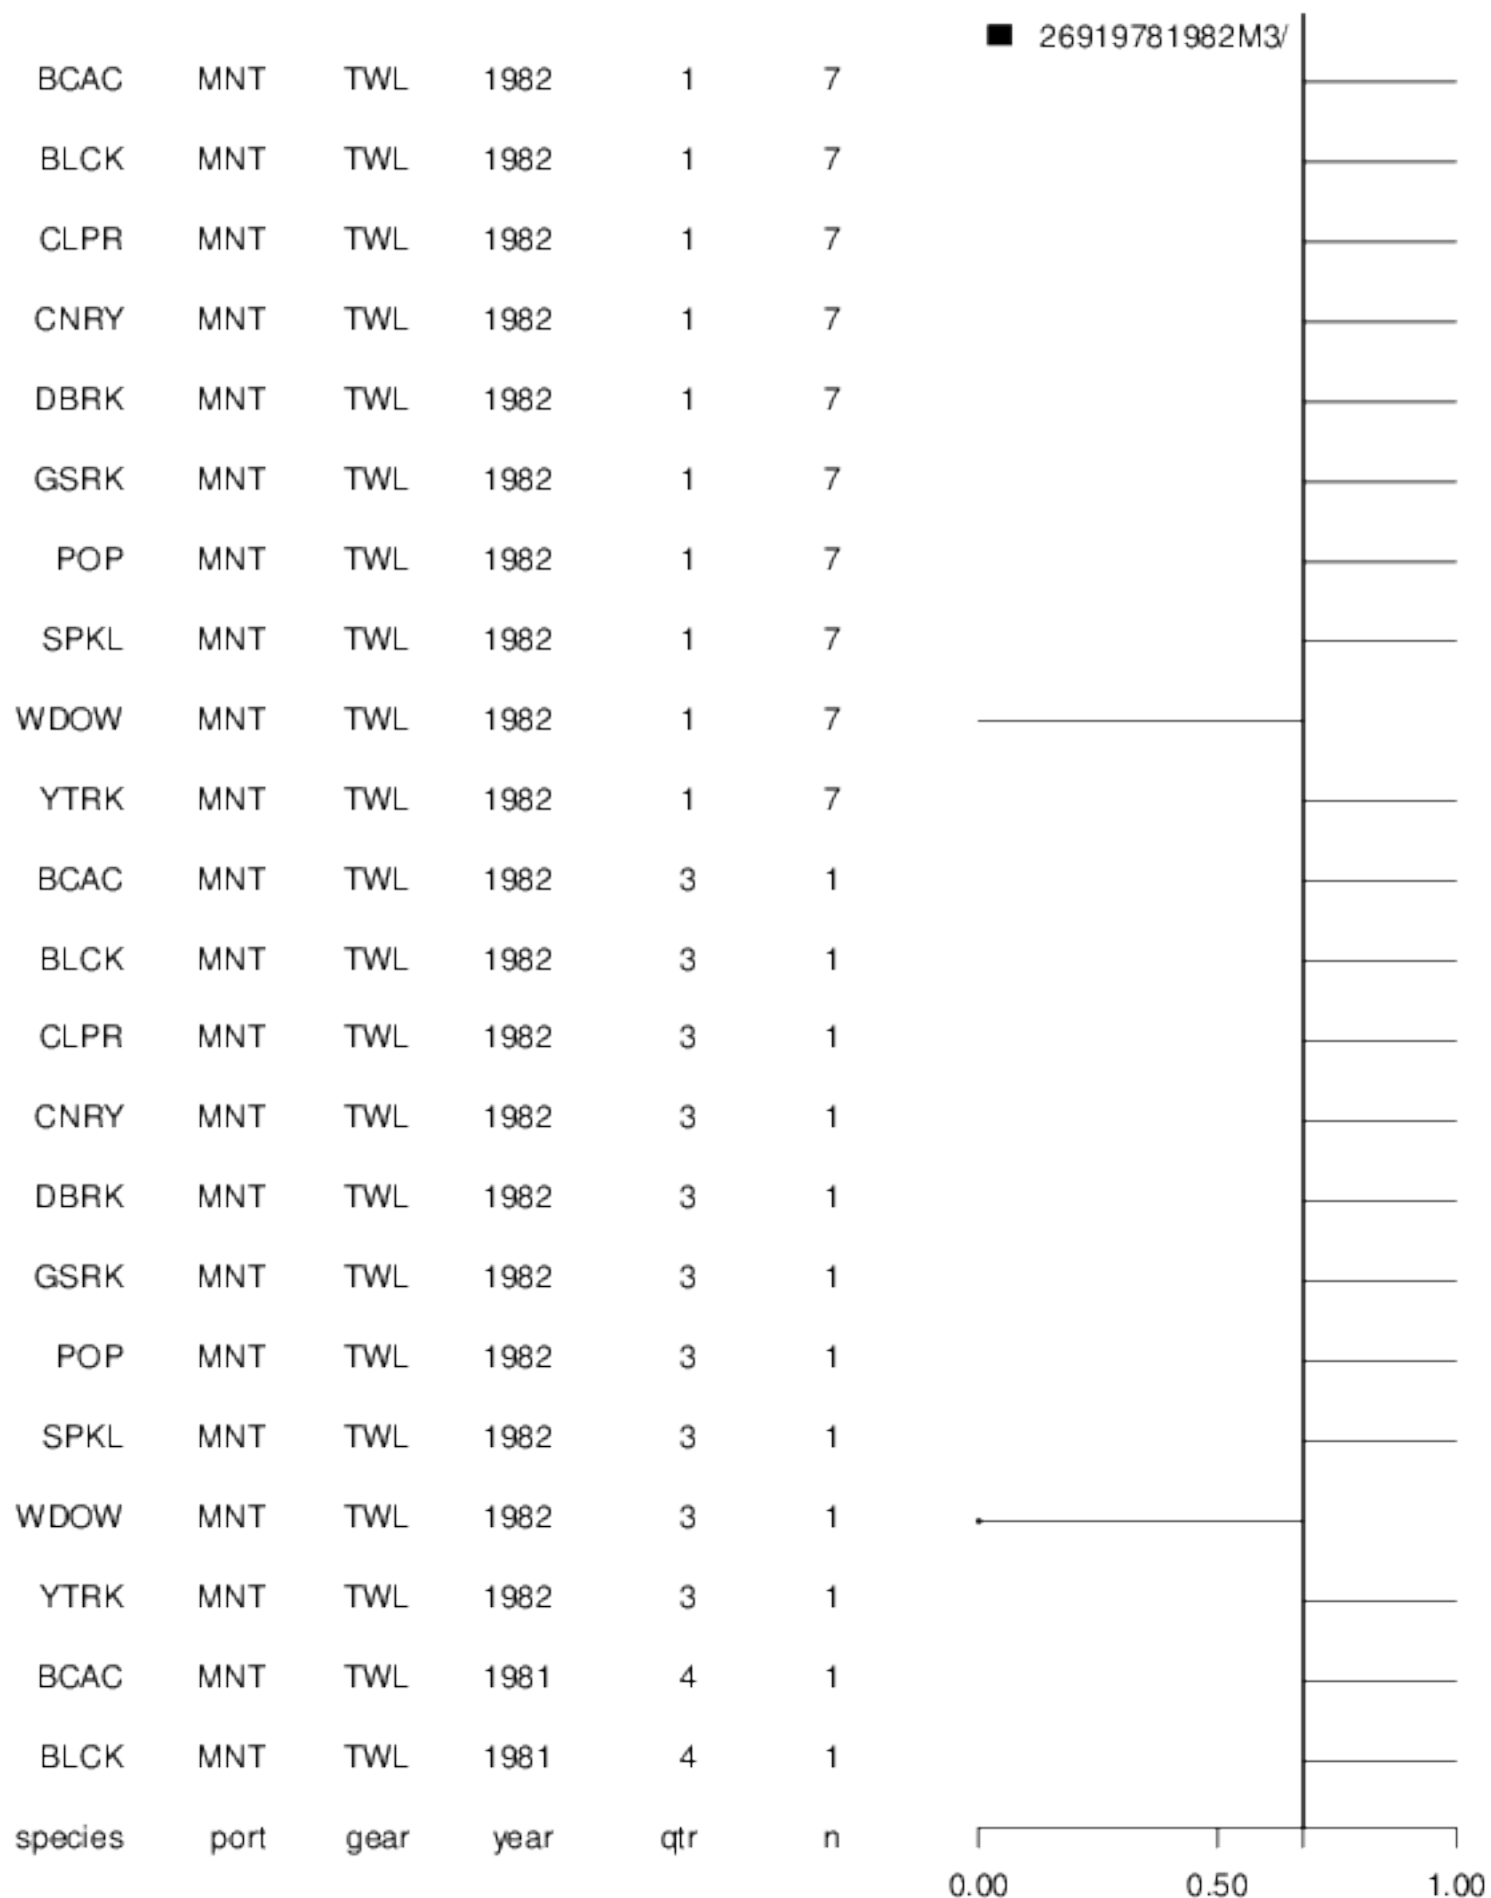 26919781982M3/
BCAC MNT TWL 1982 1 7
BLCK MNT TWL 1982 1 7
CLPR MNT TWL 1982 1 7
CNRY MNT TWL 1982 1 7
DBRK MNT TWL 1982 1 7
GSRK MNT TWL 1982 1 7
POP MNT TWL 1982 1 7
SPKL MNT TWL 1982 1 7
WDOW MNT TWL 1982 1 7
YTRK MNT TWL 1982 1 7
BCAC MNT TWL 1982 3 1
BLCK MNT TWL 1982 3 1
CLPR MNT TWL 1982 3 1
CNRY MNT TWL 1982 3 1
DBRK MNT TWL 1982 3 1
GSRK MNT TWL 1982 3 1
POP MNT TWL 1982 3 1
SPKL MNT TWL 1982 3 1
WDOW MNT TWL 1982 3 1
YTRK MNT TWL 1982 3 1
BCAC MNT TWL 1981 4 1
BLCK MNT TWL 1981 4 1
species port gear year qtr n
0.00 0.50 1.00